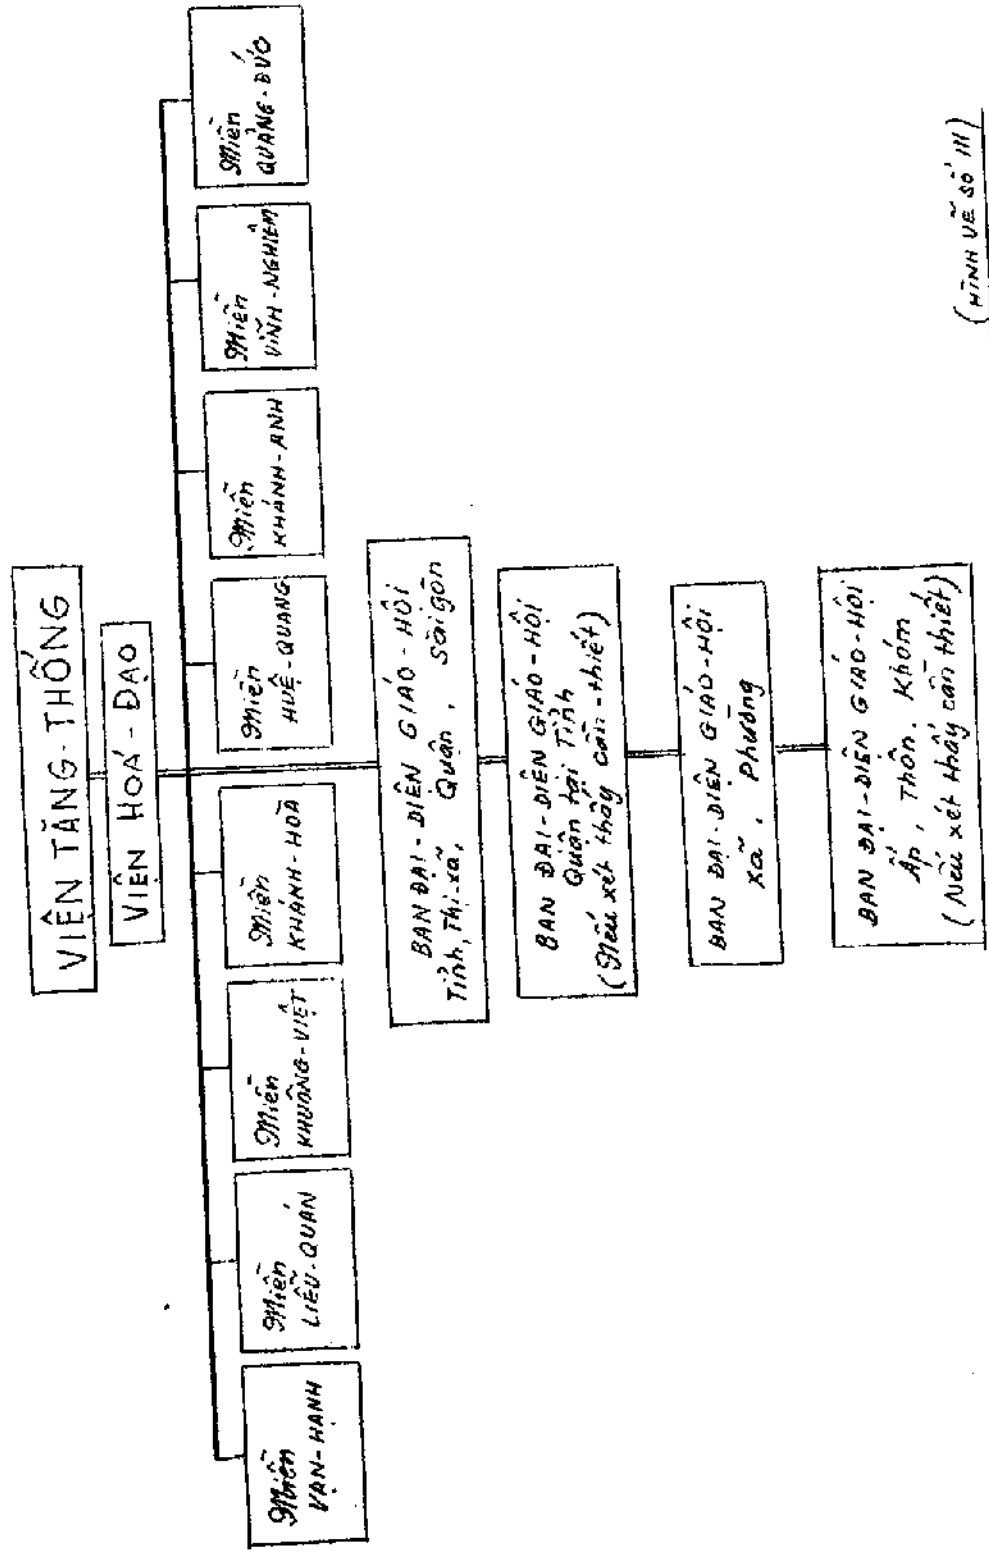 VIỆN TĂNG-THỐNG
VIỆN HOÁ-ĐẠO
Miền
VẠN-HẠNH
Miền
LIỄU-QUÁN
Miền
KHUÔNG-VIỆT
Miền
KHÁNH-HOÀ
Miền
HUỆ-QUANG
Miền
KHÁNH-ANH
Miền
VĨNH-NGHIÊM
Miền
QUẢNG-ĐỨC
BAN ĐẠI-DIỆN GIÁO-HỘI
Tỉnh, Thị-xã, Quận, Sàigòn
BAN ĐẠI-DIỆN GIÁO-HỘI
Quận tại Tỉnh
(Nếu xét thấy cần-thiết)
BAN ĐẠI-DIỆN GIÁO-HỘI
Xã, Phường
BAN ĐẠI-DIỆN GIÁO-HỘI
Ấp, Thôn, Khóm
(Nếu xét thấy cần thiết)
(HÌNH VẼ SỐ III)